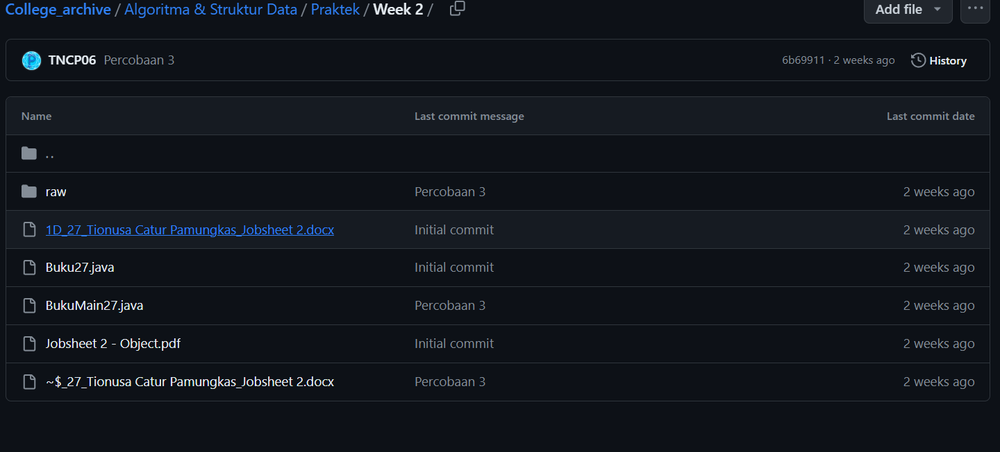 College_archive / Algoritma & Struktur Data / Praktek / Week 2 /
Add file
TNCP06 Percobaan 3
6b69911 · 2 weeks ago
History
Name Last commit message Last commit date
..
raw Percobaan 3 2 weeks ago
1D_27_Tionusa Catur Pamungkas_Jobsheet 2.docx Initial commit 2 weeks ago
Buku27.java Initial commit 2 weeks ago
BukuMain27.java Percobaan 3 2 weeks ago
Jobsheet 2 - Object.pdf Initial commit 2 weeks ago
~$_27_Tionusa Catur Pamungkas_Jobsheet 2.docx Percobaan 3 2 weeks ago